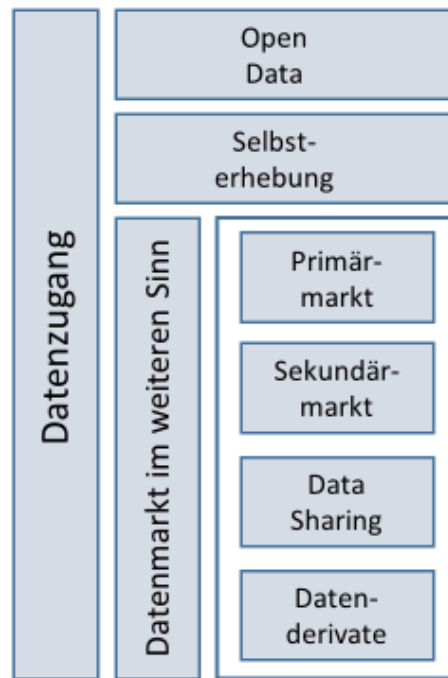 Datenzugang
Open
Data
Selbst-
erhebung
Datenmarkt im weiteren Sinn
Primär-
markt
Sekundär-
markt
Data
Sharing
Daten-
derivate